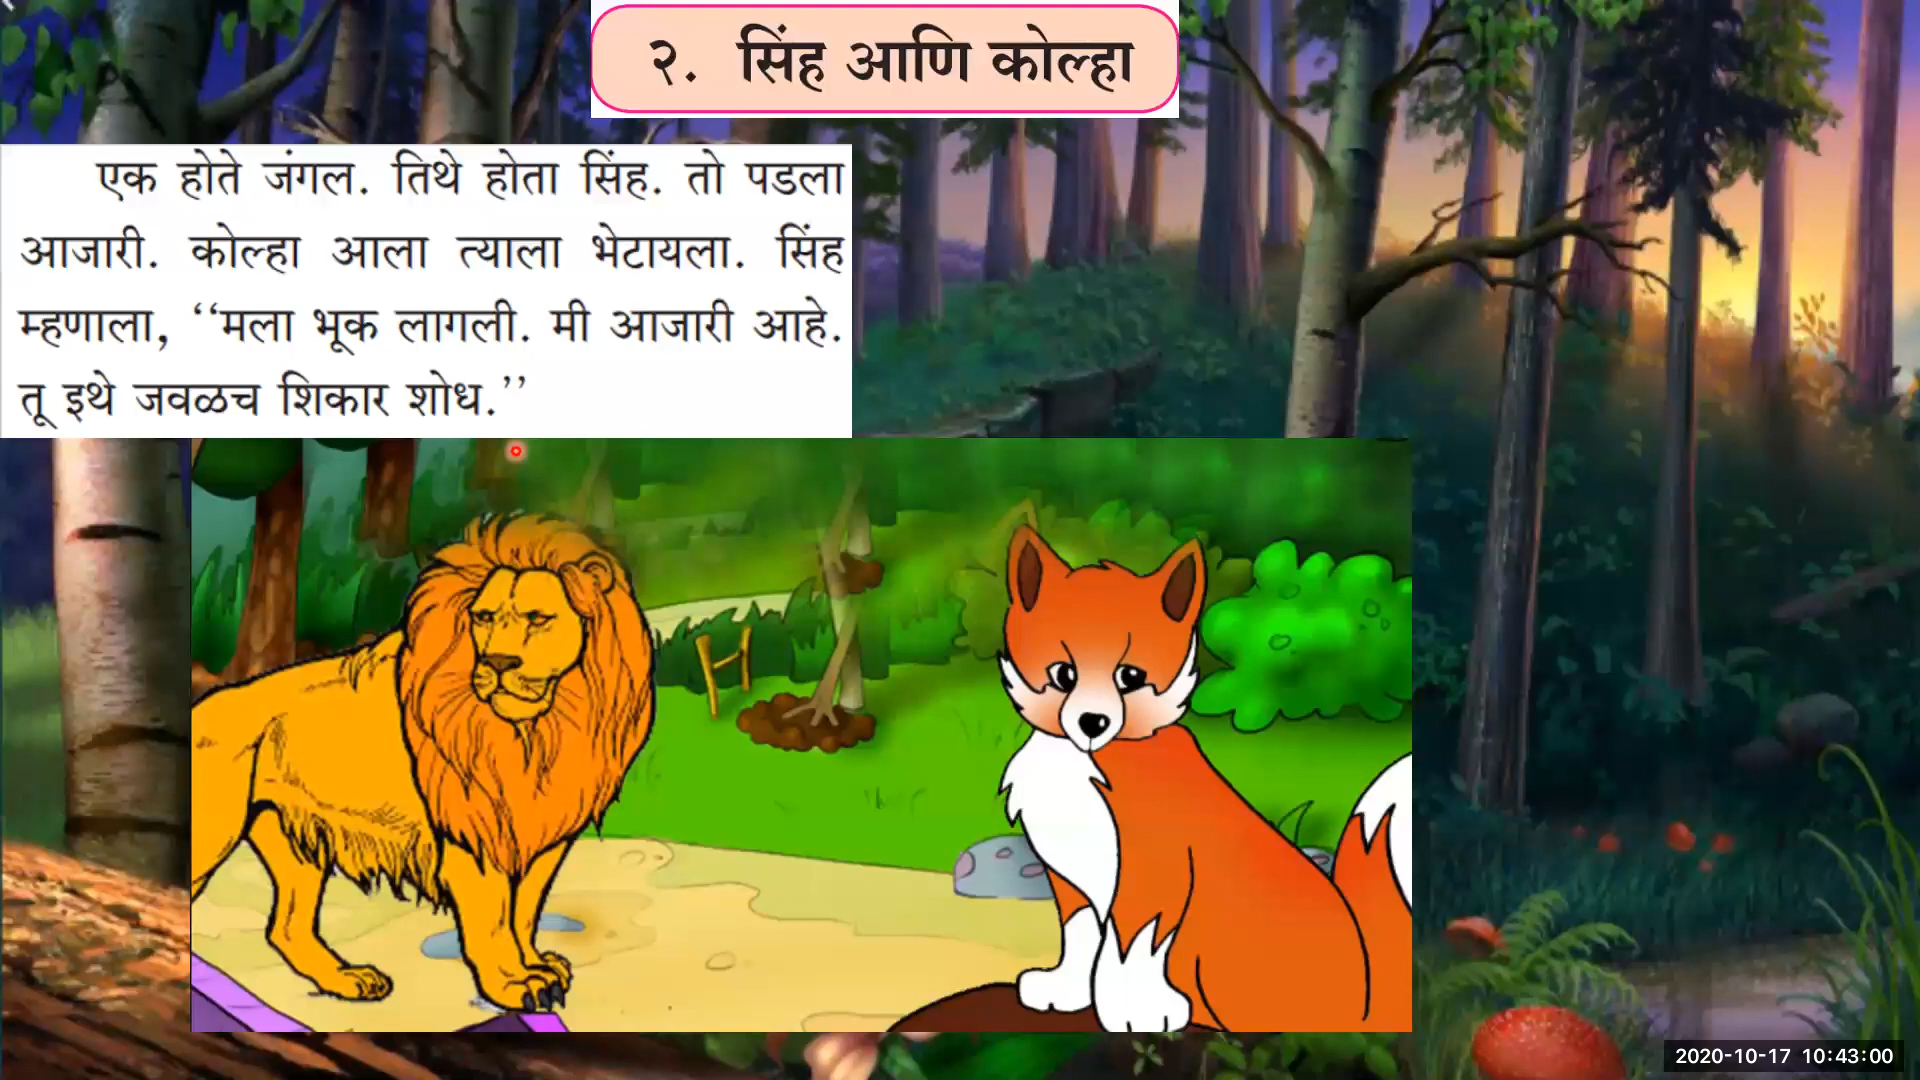 २. सिंह आणि कोल्हा
एक होते जंगल. तिथे होता सिंह. तो पडला
आजारी. कोल्हा आला त्याला भेटायला. सिंह
म्हणाला, ‘‘मला भूक लागली. मी आजारी आहे.
तू इथे जवळच शिकार शोध.’’
2020-10-17 10:43:00